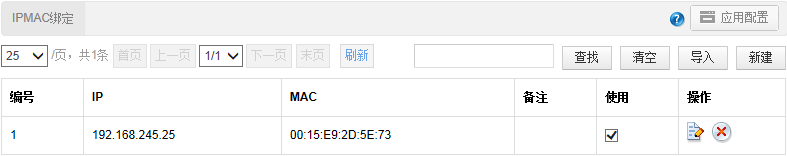 IPMAC绑定 ? 应用配置
25 /页，共1条 首页 上一页 1/1 下一页 末页 刷新 查找 清空 导入 新建
编号 IP MAC 备注 使用 操作
1 192.168.245.25 00:15:E9:2D:5E:73